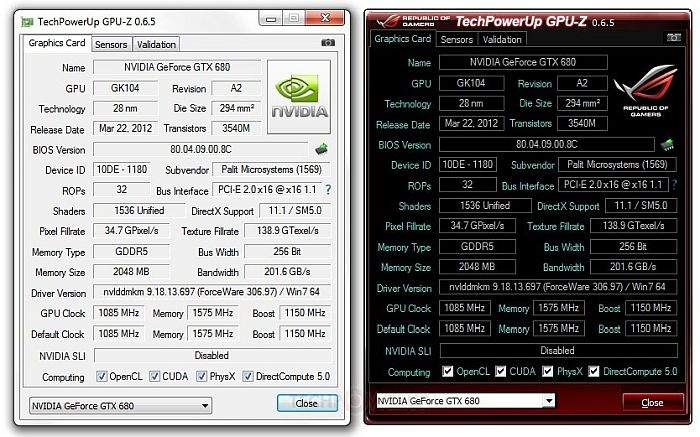 TechPowerUp GPU-Z 0.6.5
Graphics Card Sensors Validation
Name NVIDIA GeForce GTX 680
GPU GK104 Revision A2
Technology 28 nm Die Size 294 mm²
NVIDIA
Release Date Mar 22, 2012 Transistors 3540M
BIOS Version 80.04.09.00.8C
Device ID 10DE - 1180 Subvendor Palit Microsystems (1569)
ROPs 32 Bus Interface PCI-E 2.0 x16 @ x16 1.1 ?
Shaders 1536 Unified DirectX Support 11.1 / SM5.0
Pixel Fillrate 34.7 GPixel/s Texture Fillrate 138.9 GTexel/s
Memory Type GDDR5 Bus Width 256 Bit
Memory Size 2048 MB Bandwidth 201.6 GB/s
Driver Version nvlddmkm 9.18.13.697 (ForceWare 306.97) / Win7 64
GPU Clock 1085 MHz Memory 1575 MHz Boost 1150 MHz
Default Clock 1085 MHz Memory 1575 MHz Boost 1150 MHz
NVIDIA SLI Disabled
Computing OpenCL CUDA PhysX DirectCompute 5.0
NVIDIA GeForce GTX 680 Close
REPUBLIC OF GAMERS TechPowerUp GPU-Z 0.6.5
Graphics Card Sensors Validation
Name NVIDIA GeForce GTX 680
GPU GK104 Revision A2
Technology 28 nm Die Size 294 mm²
REPUBLIC OF
GAMERS
Release Date Mar 22, 2012 Transistors 3540M
BIOS Version 80.04.09.00.8C
Device ID 10DE - 1180 Subvendor Palit Microsystems (1569)
ROPs 32 Bus Interface PCI-E 2.0 x16 @ x16 1.1 ?
Shaders 1536 Unified DirectX Support 11.1 / SM5.0
Pixel Fillrate 34.7 GPixel/s Texture Fillrate 138.9 GTexel/s
Memory Type GDDR5 Bus Width 256 Bit
Memory Size 2048 MB Bandwidth 201.6 GB/s
Driver Version nvlddmkm 9.18.13.697 (ForceWare 306.97) / Win7 64
GPU Clock 1085 MHz Memory 1575 MHz Boost 1150 MHz
Default Clock 1085 MHz Memory 1575 MHz Boost 1150 MHz
NVIDIA SLI Disabled
Computing OpenCL CUDA PhysX DirectCompute 5.0
NVIDIA GeForce GTX 680 Close